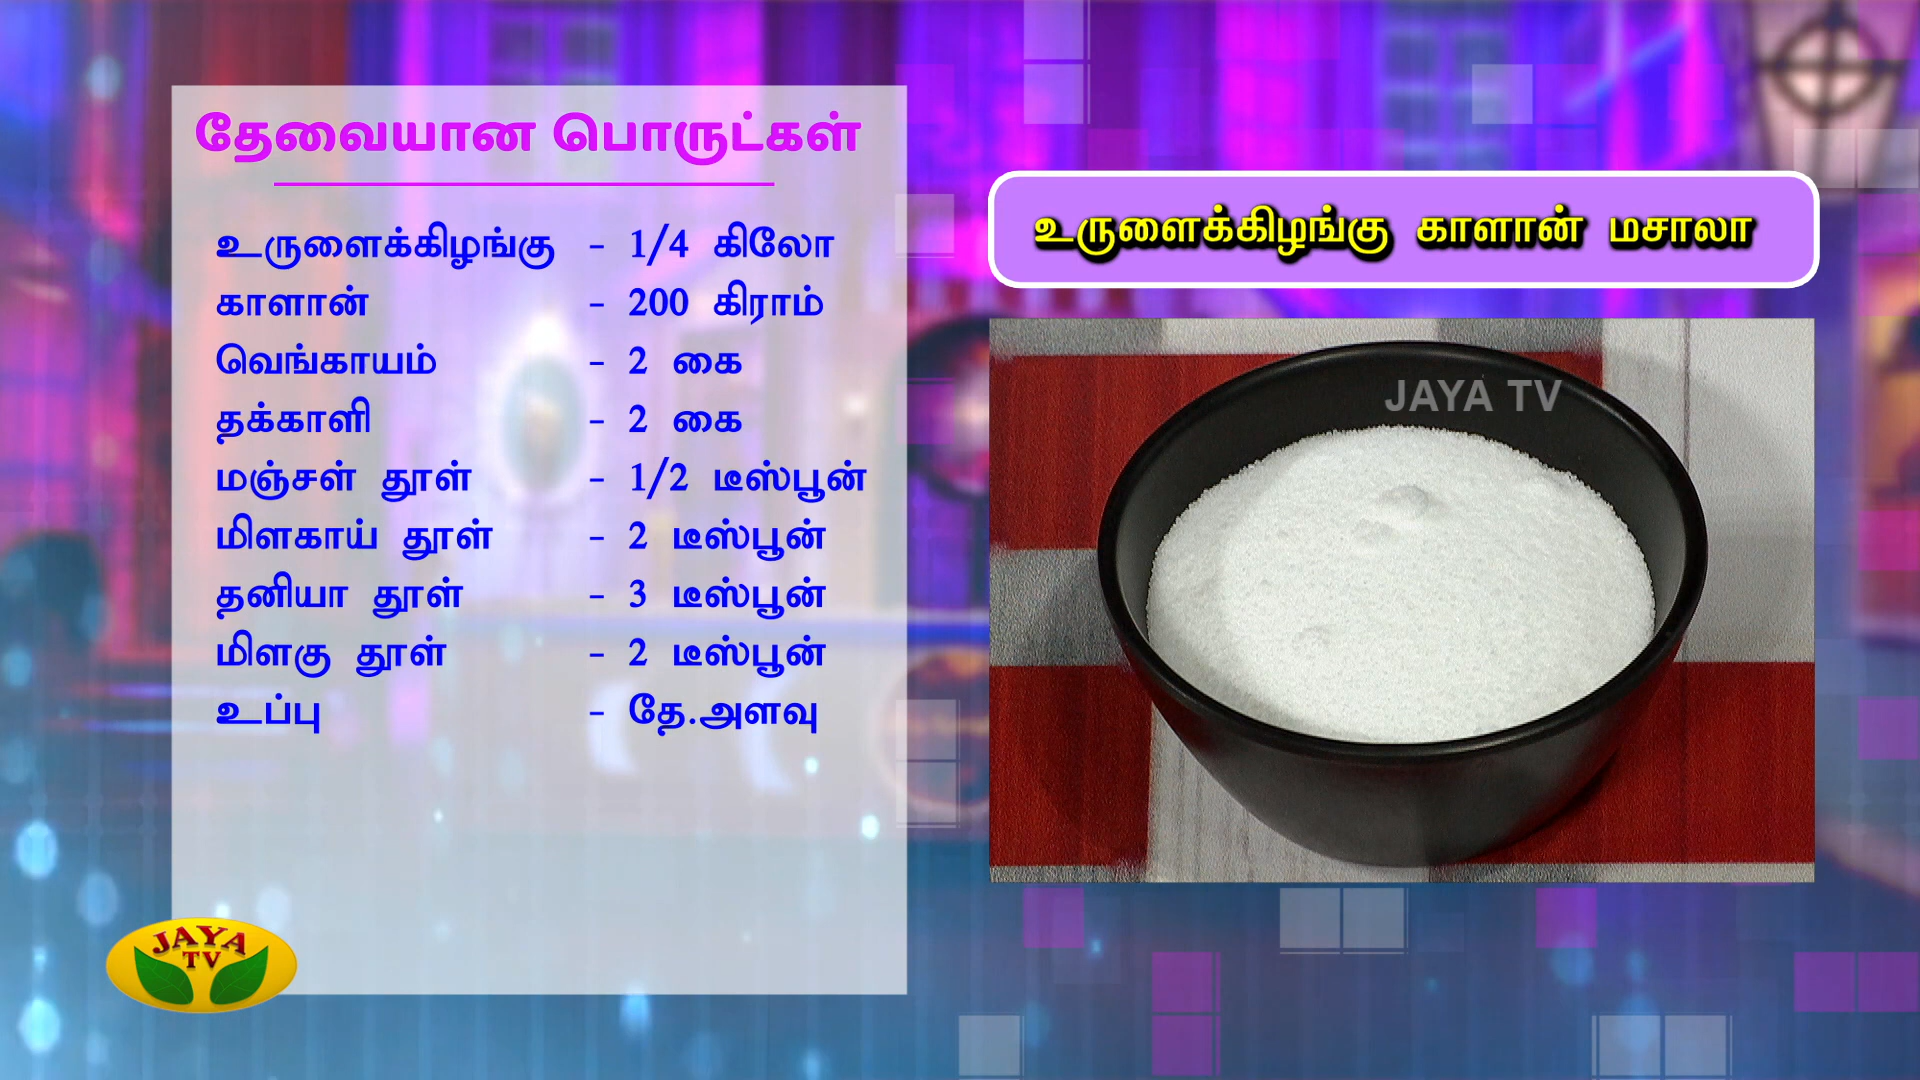 தேவையான பொருட்கள்
உருளைக்கிழங்கு - 1/4 கிலோ
காளான் - 200 கிராம்
வெங்காயம் - 2 கை
தக்காளி - 2 கை
மஞ்சள் தூள் - 1/2 டீஸ்பூன்
மிளகாய் தூள் - 2 டீஸ்பூன்
தனியா தூள் - 3 டீஸ்பூன்
மிளகு தூள் - 2 டீஸ்பூன்
உப்பு - தே.அளவு
உருளைக்கிழங்கு காளான் மசாலா
JAYA TV
JAYA
TV